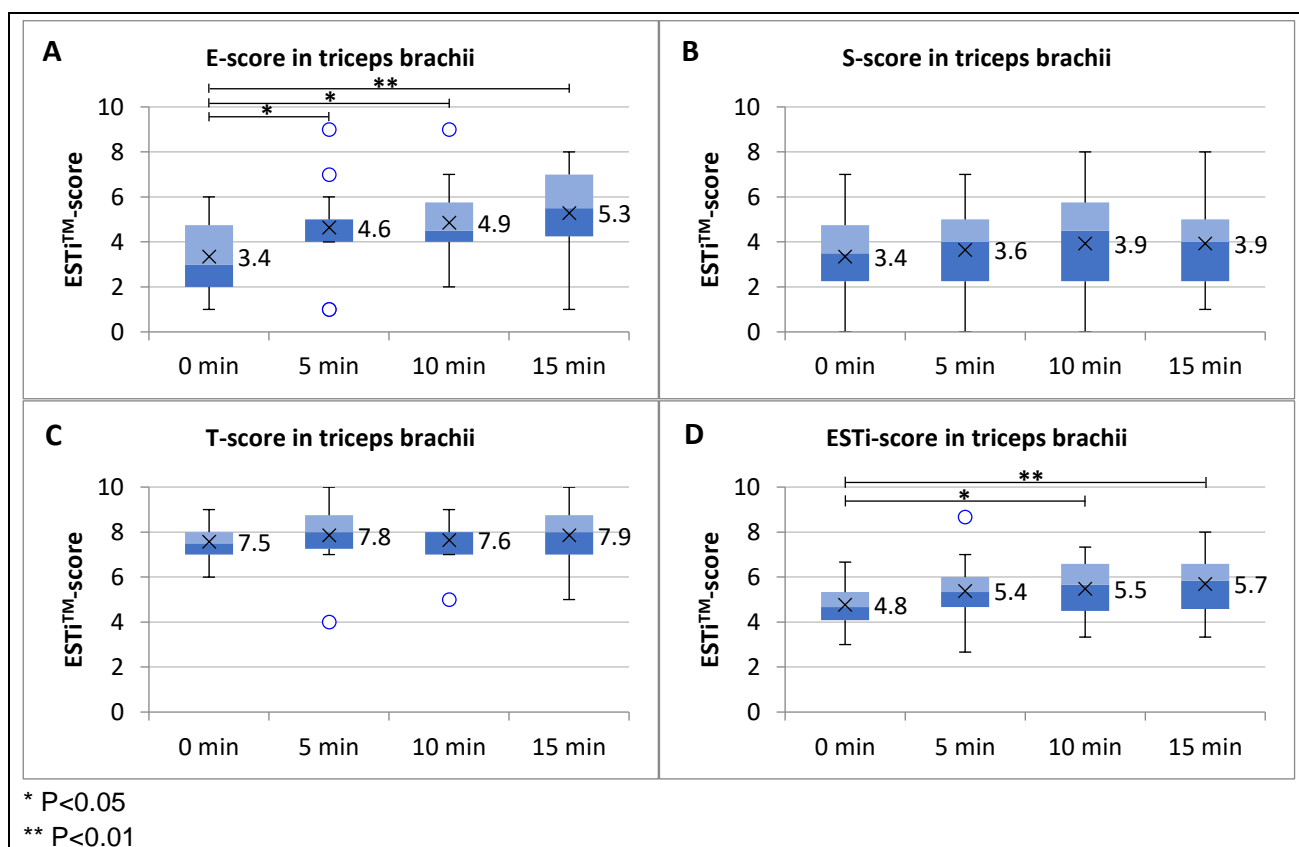 A
E-score in triceps brachii
**
*
*
ESTi™-score
10
8
6
4
2
0
3.4
4.6
4.9
5.3
0 min 5 min 10 min 15 min
B
S-score in triceps brachii
ESTi™-score
10
8
6
4
2
0
3.4
3.6
3.9
3.9
0 min 5 min 10 min 15 min
C
T-score in triceps brachii
ESTi™-score
10
8
6
4
2
0
7.5
7.8
7.6
7.9
0 min 5 min 10 min 15 min
D
ESTi-score in triceps brachii
**
*
ESTi™-score
10
8
6
4
2
0
4.8
5.4
5.5
5.7
0 min 5 min 10 min 15 min
* P<0.05
** P<0.01